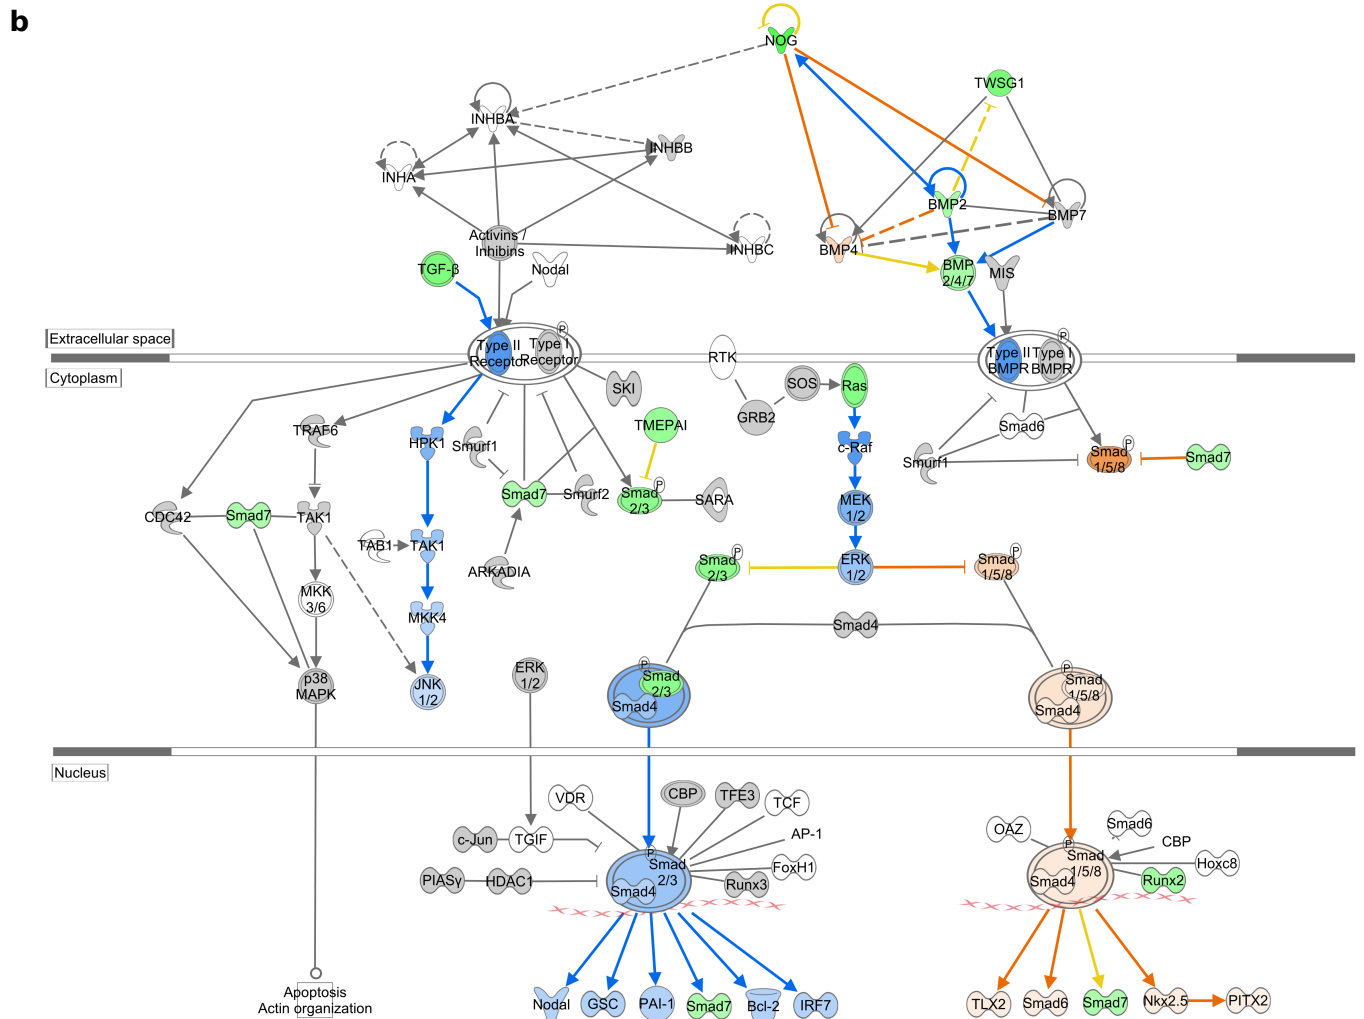 b
NOG
TWSG1
INHBA
INHBB
INHA
BMP2
BMP7
Activins /
Inhibins
INHBC
BMP4
TGF-β
Nodal
BMP
2/4/7
MIS
Extracellular space
P
P
Type II
Receptor
Type I
Receptor
RTK
Type II
BMPR
Type I
BMPR
Cytoplasm
SKI
SOS
Ras
GRB2
TMEPAI
Smad6
TRAF6
HPK1
Smurf1
c-Raf
Smurf1
P
Smad
1/5/8
Smad7
Smad7
Smurf2
P
Smad
2/3
SARA
MEK
1/2
CDC42
Smad7
TAK1
TAB1
TAK1
ARKADIA
P
Smad
2/3
ERK
1/2
P
Smad
1/5/8
MKK
3/6
MKK4
Smad4
p38
MAPK
JNK
1/2
ERK
1/2
P
Smad
2/3
Smad4
P
Smad
1/5/8
Smad4
Nucleus
VDR
CBP
TFE3
TCF
AP-1
FoxH1
Runx3
c-Jun
TGIF
PIASγ
HDAC1
P
Smad
2/3
Smad4
OAZ
Smad6
CBP
Hoxc8
Runx2
P
Smad
1/5/8
Smad4
Apoptosis
Actin organization
Nodal
GSC
PAI-1
Smad7
Bcl-2
IRF7
TLX2
Smad6
Smad7
Nkx2.5
PITX2